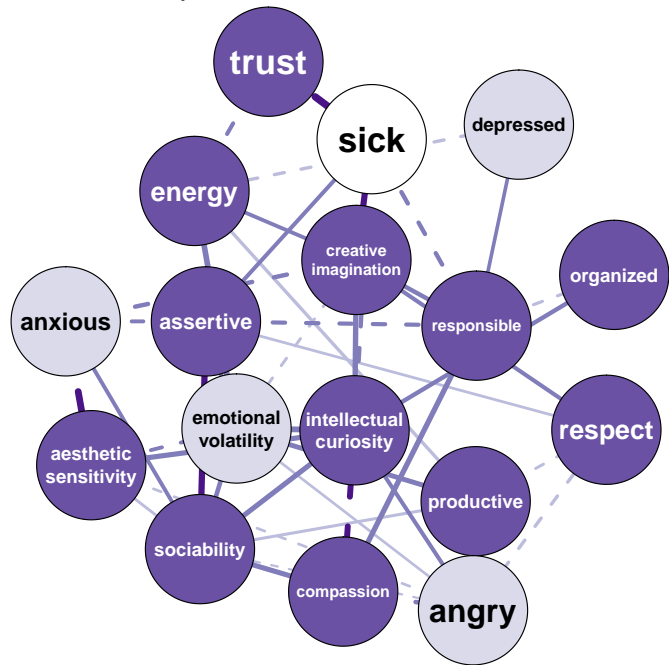 trust
sick
depressed
energy
creative
imagination
organized
anxious
assertive
responsible
emotional
volatility
intellectual
curiosity
respect
aesthetic
sensitivity
productive
sociability
compassion
angry